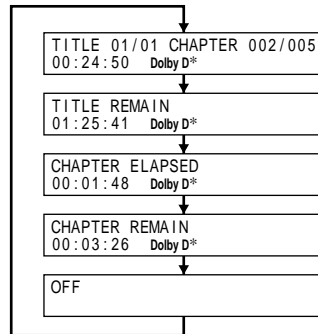 TITLE 01/01 CHAPTER 002/005
00:24:50 Dolby D*
TITLE REMAIN
01:25:41 Dolby D*
CHAPTER ELAPSED
00:01:48 Dolby D*
CHAPTER REMAIN
00:03:26 Dolby D*
OFF